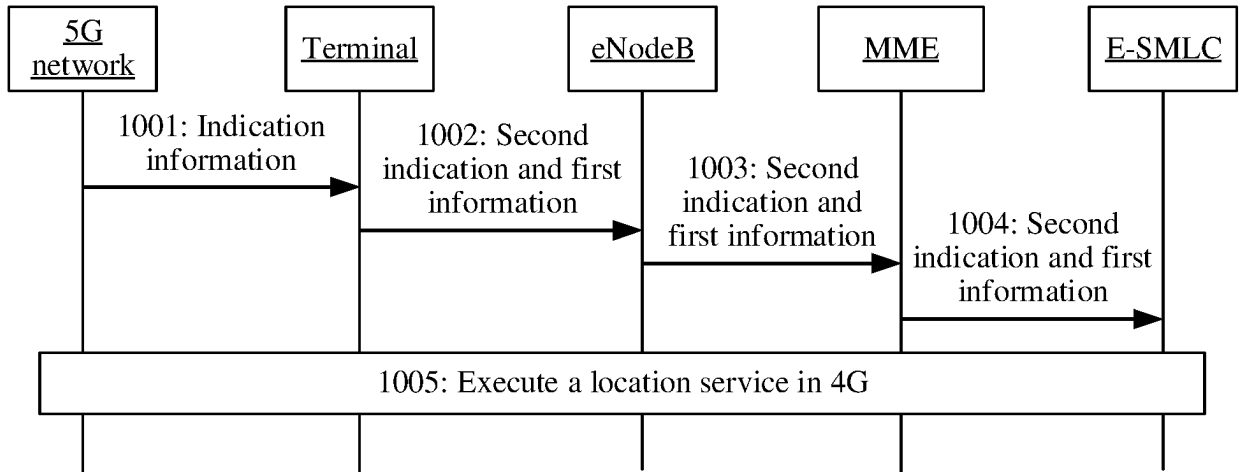 5G
network
Terminal
eNodeB
MME
E-SMLC
1001: Indication
information
1002: Second
indication and first
information
1003: Second
indication and
first information
1004: Second
indication and first
information
1005: Execute a location service in 4G